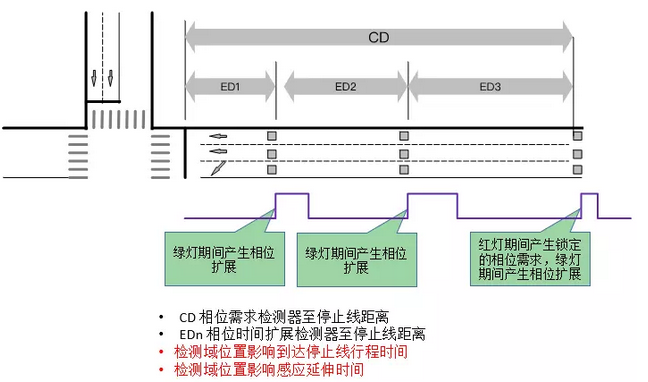 CD
ED1
ED2
ED3
绿灯期间产生相位
扩展
绿灯期间产生相位
扩展
红灯期间产生锁定
的相位需求，绿灯
期间产生相位扩展
• CD 相位需求检测器至停止线距离
• EDn 相位时间扩展检测器至停止线距离
• 检测域位置影响到达停止线行程时间
• 检测域位置影响感应延伸时间